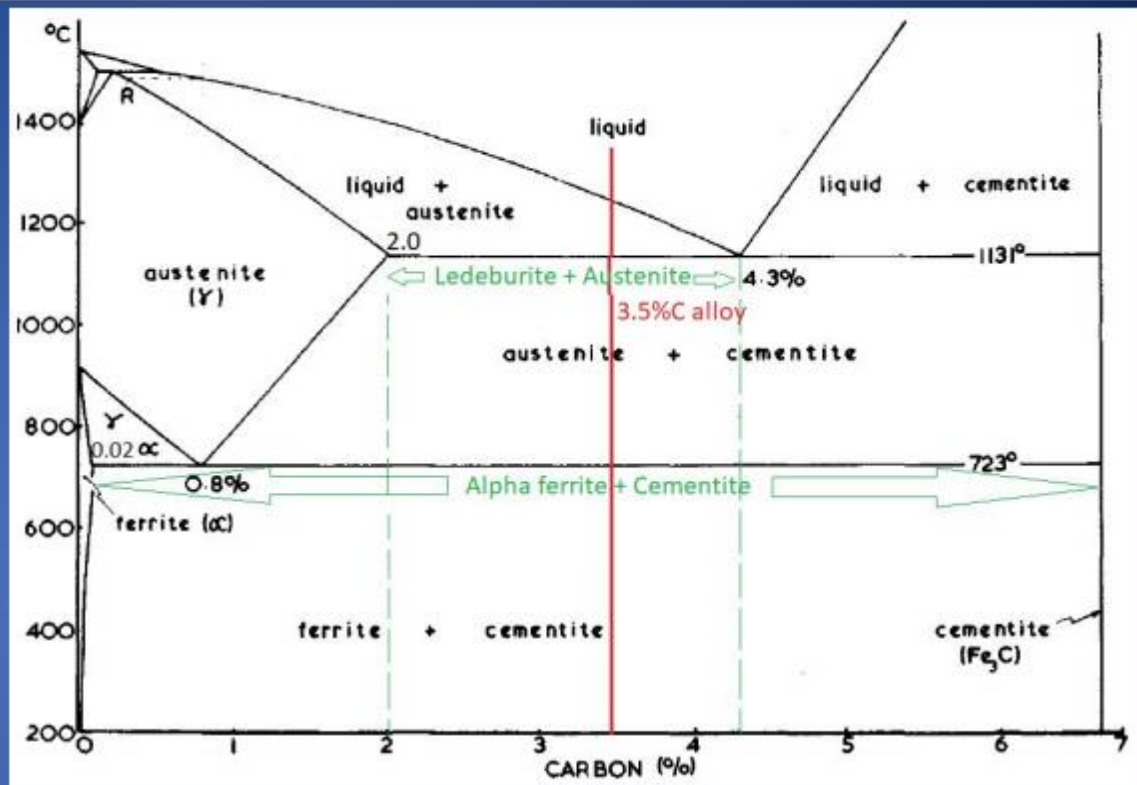 °C
1400
1200
1000
800
600
400
200
R
liquid
liquid +
austenite
liquid + cementite
2.0
1131°
austenite
(γ)
Ledeburite + Austenite
4.3%
3.5%C alloy
austenite + cementite
γ
0.02 α
723°
0.8%
Alpha ferrite + Cementite
ferrite (α)
ferrite + cementite
cementite
(Fe3C)
0 1 2 3 4 5 6 7
CARBON (%)